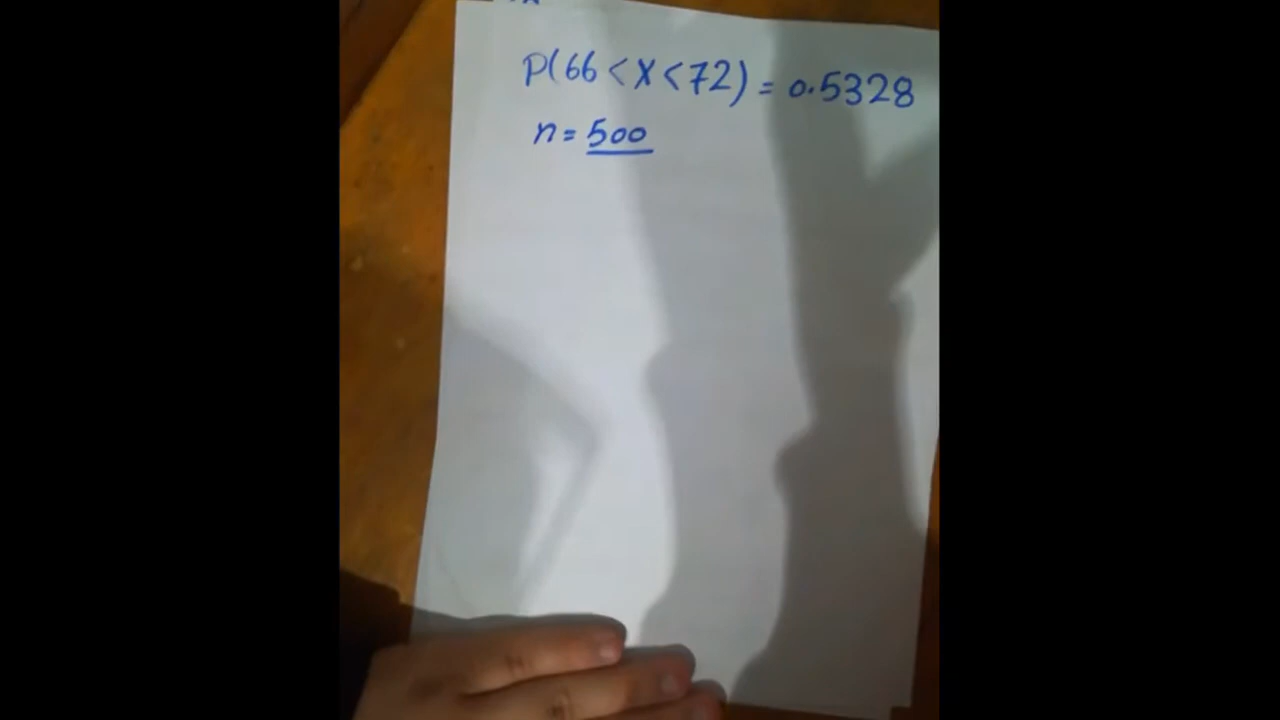 P(66 < X < 72) = 0.5328
n = 500